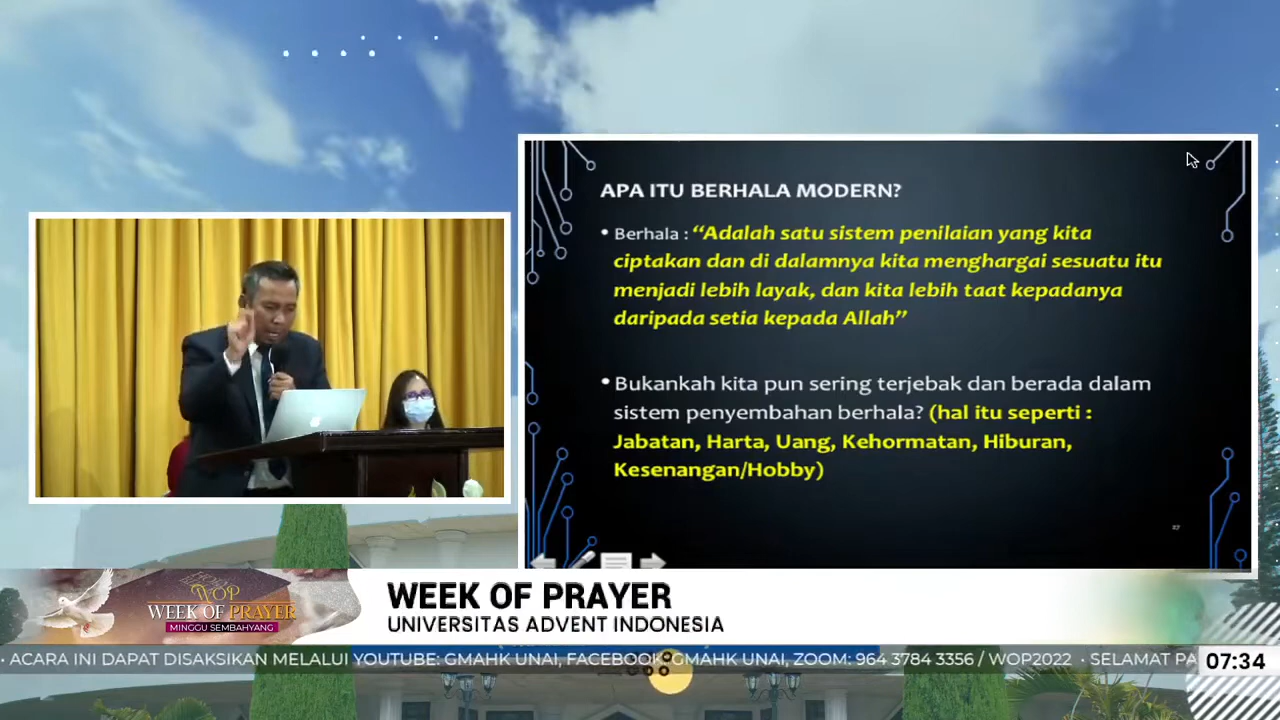 APA ITU BERHALA MODERN?
• Berhala : “Adalah satu sistem penilaian yang kita
ciptakan dan di dalamnya kita menghargai sesuatu itu
menjadi lebih layak, dan kita lebih taat kepadanya
daripada setia kepada Allah”
• Bukankah kita pun sering terjebak dan berada dalam
sistem penyembahan berhala? (hal itu seperti :
Jabatan, Harta, Uang, Kehormatan, Hiburan,
Kesenangan/Hobby)
WOP
WEEK OF PRAYER
MINGGU SEMBAHYANG
WEEK OF PRAYER
UNIVERSITAS ADVENT INDONESIA
• ACARA INI DAPAT DISAKSIKAN MELALUI YOUTUBE: GMAHK UNAI, FACEBOOK: GMAHK UNAI, ZOOM: 964 3784 3356 / WOP2022 • SELAMAT PA
07:34